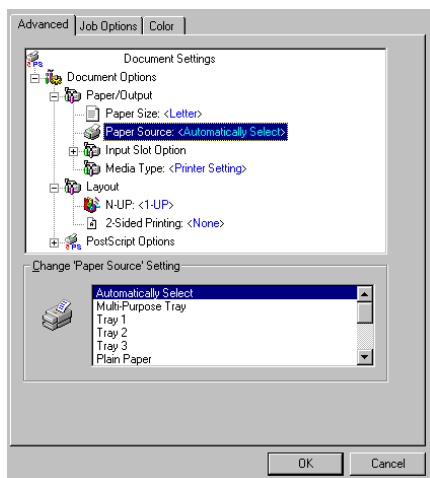 Advanced Job Options Color
Document Settings
Document Options
Paper/Output
Paper Size: <Letter>
Paper Source: <Automatically Select>
Input Slot Option
Media Type: <Printer Setting>
Layout
N-UP: <1-UP>
2-Sided Printing: <None>
PostScript Options
Change 'Paper Source' Setting
Automatically Select
Multi-Purpose Tray
Tray 1
Tray 2
Tray 3
Plain Paper
OK Cancel